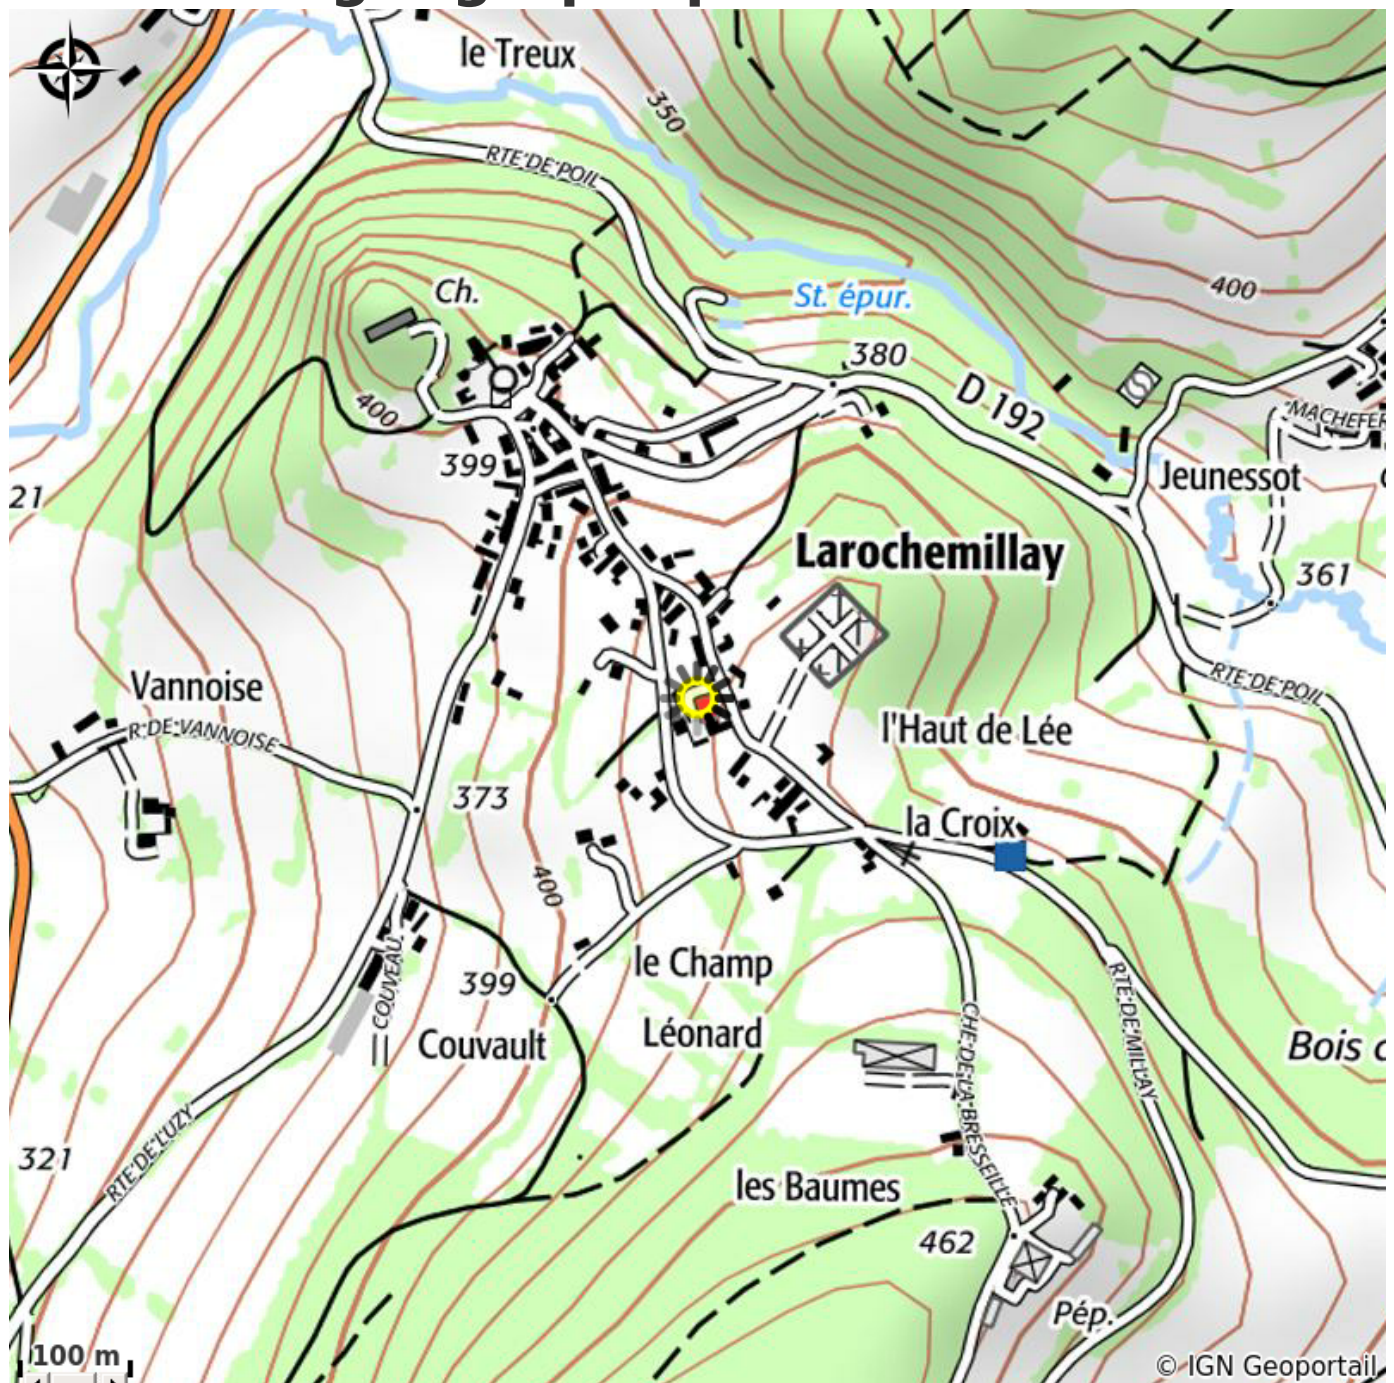 le Treux
350
RTE DE POIL
Ch.
St. épur.
400
380
400
D 192
MACHEFER
399
Jeunessot
21
Larochemillay
361
Vannoise
RTE DE POIL
R DE VANNOISE
l'Haut de Lée
373
la Croix
400
COUVEAU
399
le Champ
Léonard
RTE DE MILLAY
CHE DE LA BRESSEILLE
Couvault
Bois
RTE DE LUZY
321
les Baumes
462
Pép.
100 m
© IGN Geoportail